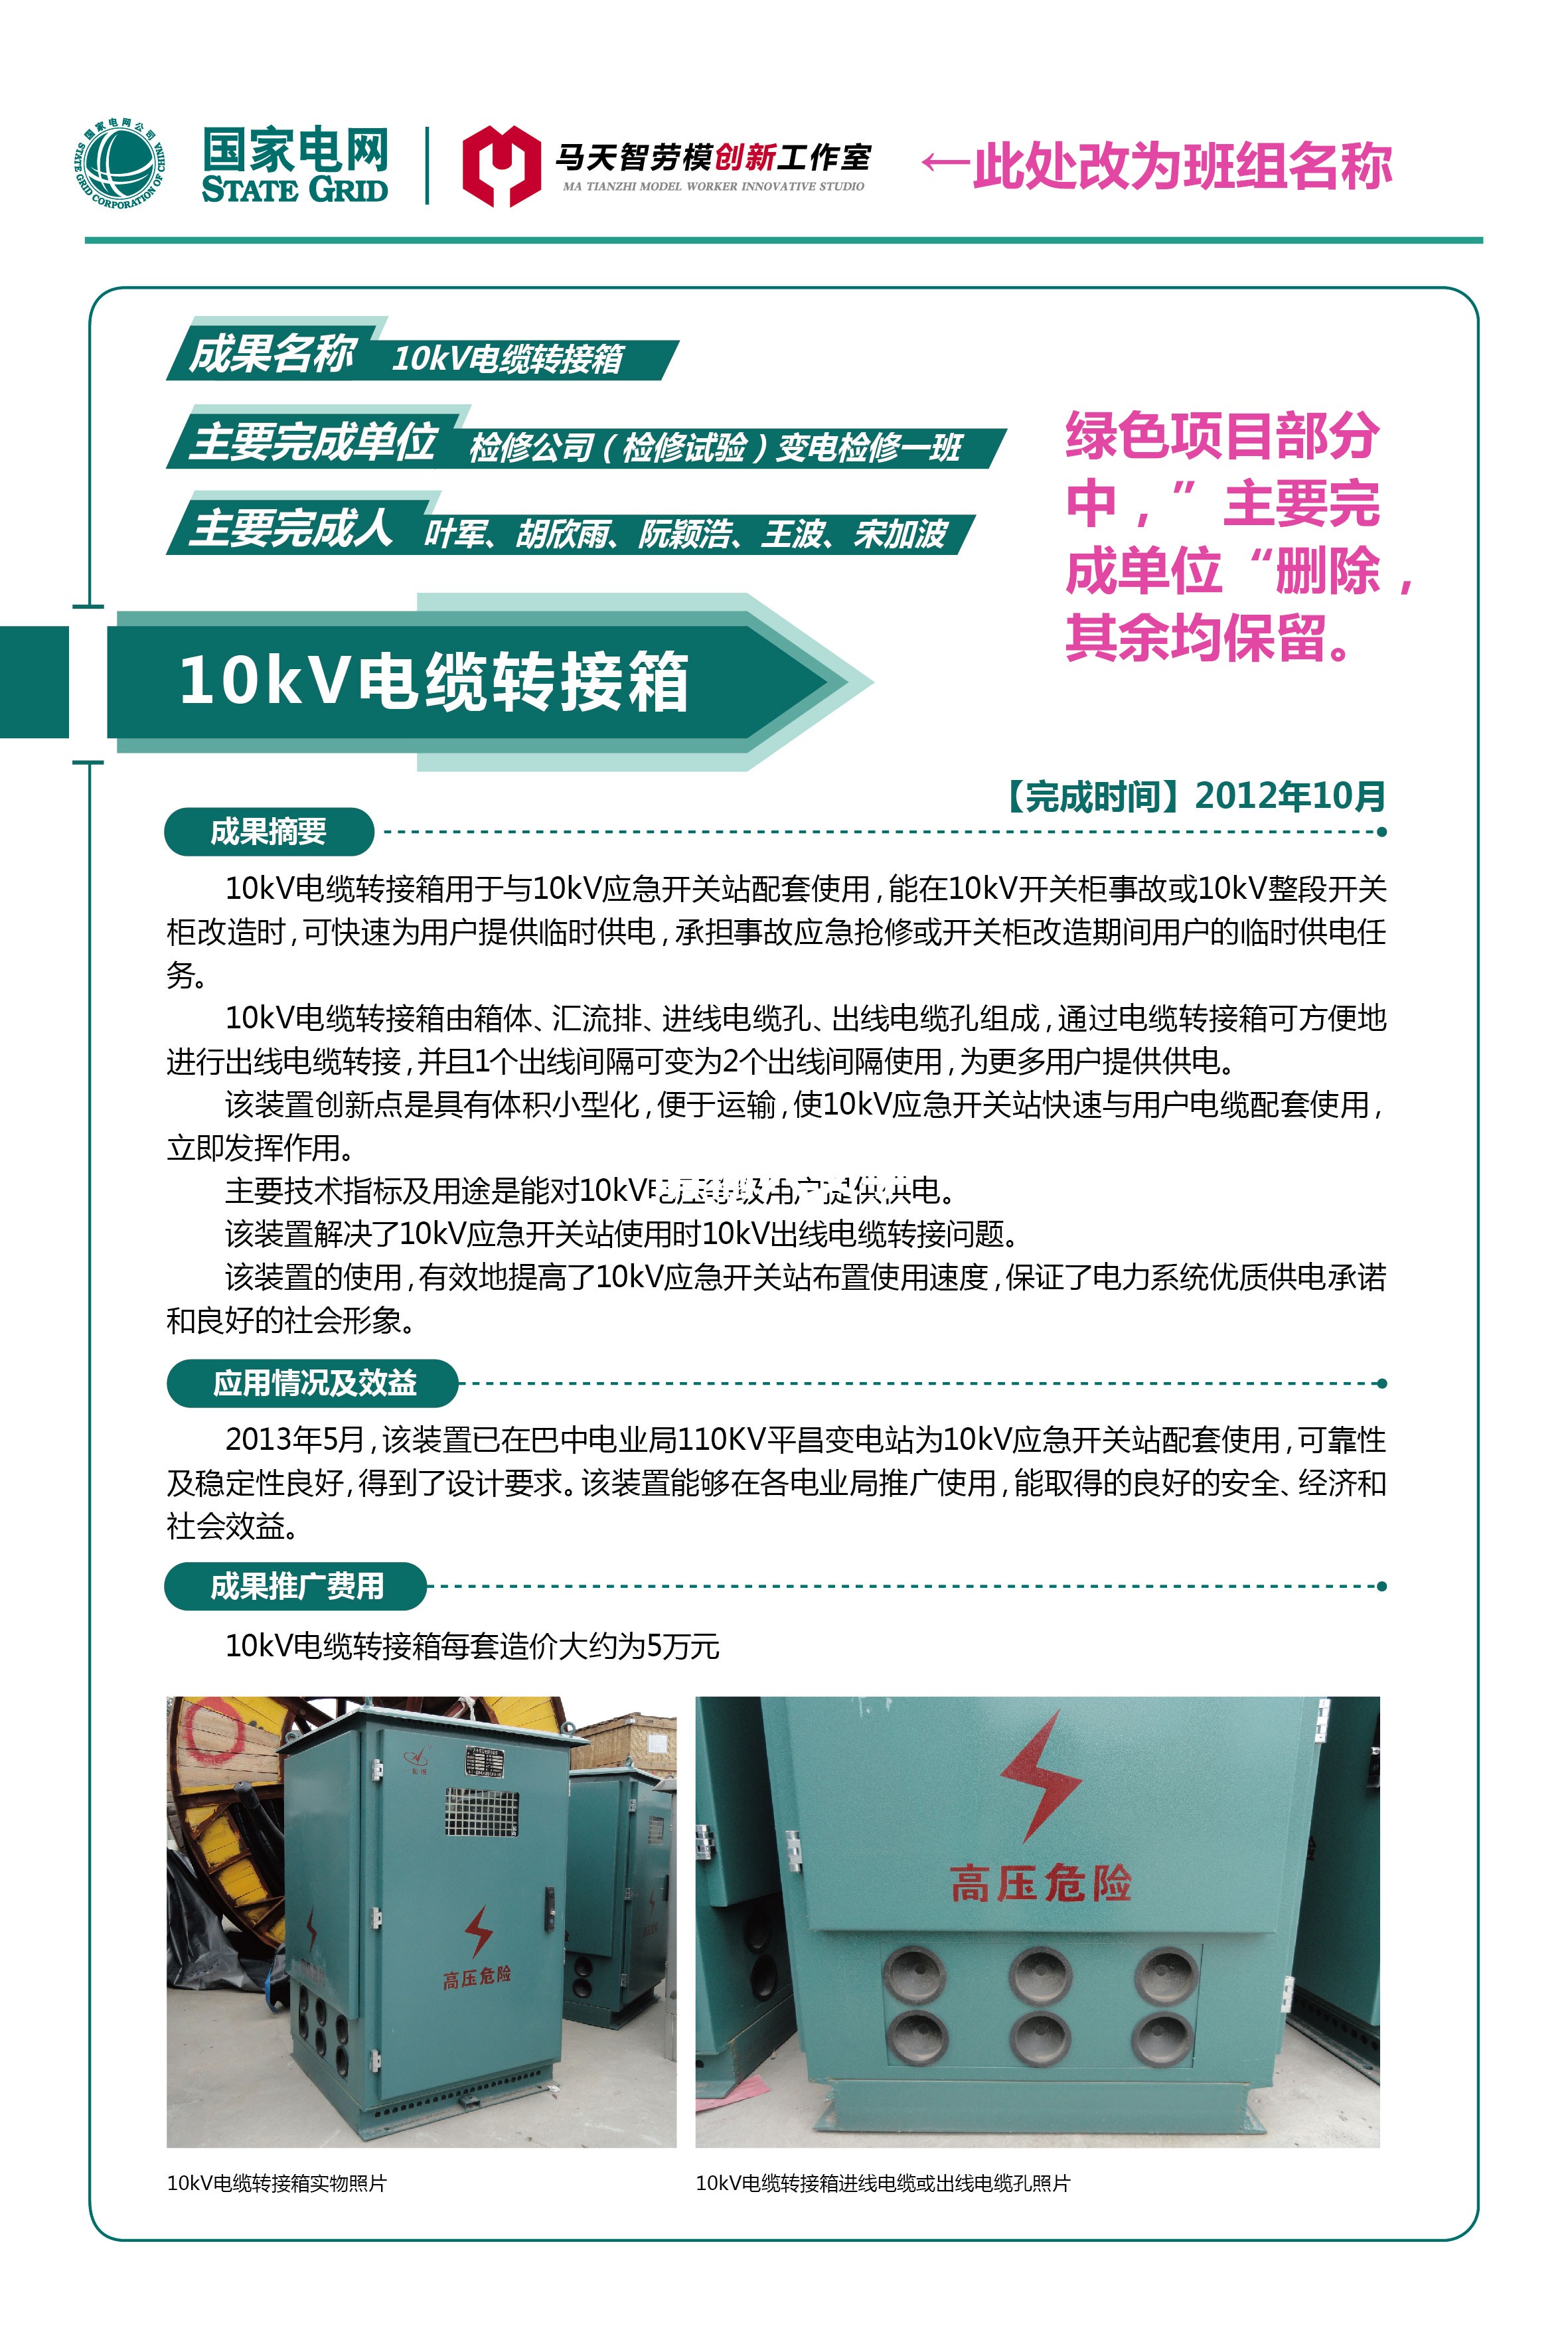 国家电网公司
STATE GRID CORPORATION OF CHINA
国家电网
STATE GRID
马天智劳模创新工作室
MA TIANZHI MODEL WORKER INNOVATIVE STUDIO
←此处改为班组名称
成果名称 10kV电缆转接箱
主要完成单位 检修公司（检修试验）变电检修一班
主要完成人 叶军、胡欣雨、阮颖浩、王波、宋加波
绿色项目部分
中，”主要完
成单位“删除，
其余均保留。
10kV电缆转接箱
【完成时间】2012年10月
成果摘要
10kV电缆转接箱用于与10kV应急开关站配套使用，能在10kV开关柜事故或10kV整段开关
柜改造时，可快速为用户提供临时供电，承担事故应急抢修或开关柜改造期间用户的临时供电任
务。
10kV电缆转接箱由箱体、汇流排、进线电缆孔、出线电缆孔组成，通过电缆转接箱可方便地
进行出线电缆转接，并且1个出线间隔可变为2个出线间隔使用，为更多用户提供供电。
该装置创新点是具有体积小型化，便于运输，使10kV应急开关站快速与用户电缆配套使用，
立即发挥作用。
主要技术指标及用途是能对10kV电压等级用户提供供电。
该装置解决了10kV应急开关站使用时10kV出线电缆转接问题。
该装置的使用，有效地提高了10kV应急开关站布置使用速度，保证了电力系统优质供电承诺
和良好的社会形象。
应用情况及效益
2013年5月，该装置已在巴中电业局110KV平昌变电站为10kV应急开关站配套使用，可靠性
及稳定性良好，得到了设计要求。该装置能够在各电业局推广使用，能取得的良好的安全、经济和
社会效益。
成果推广费用
10kV电缆转接箱每套造价大约为5万元
高压危险
高压危险
10kV电缆转接箱实物照片
10kV电缆转接箱进线电缆或出线电缆孔照片